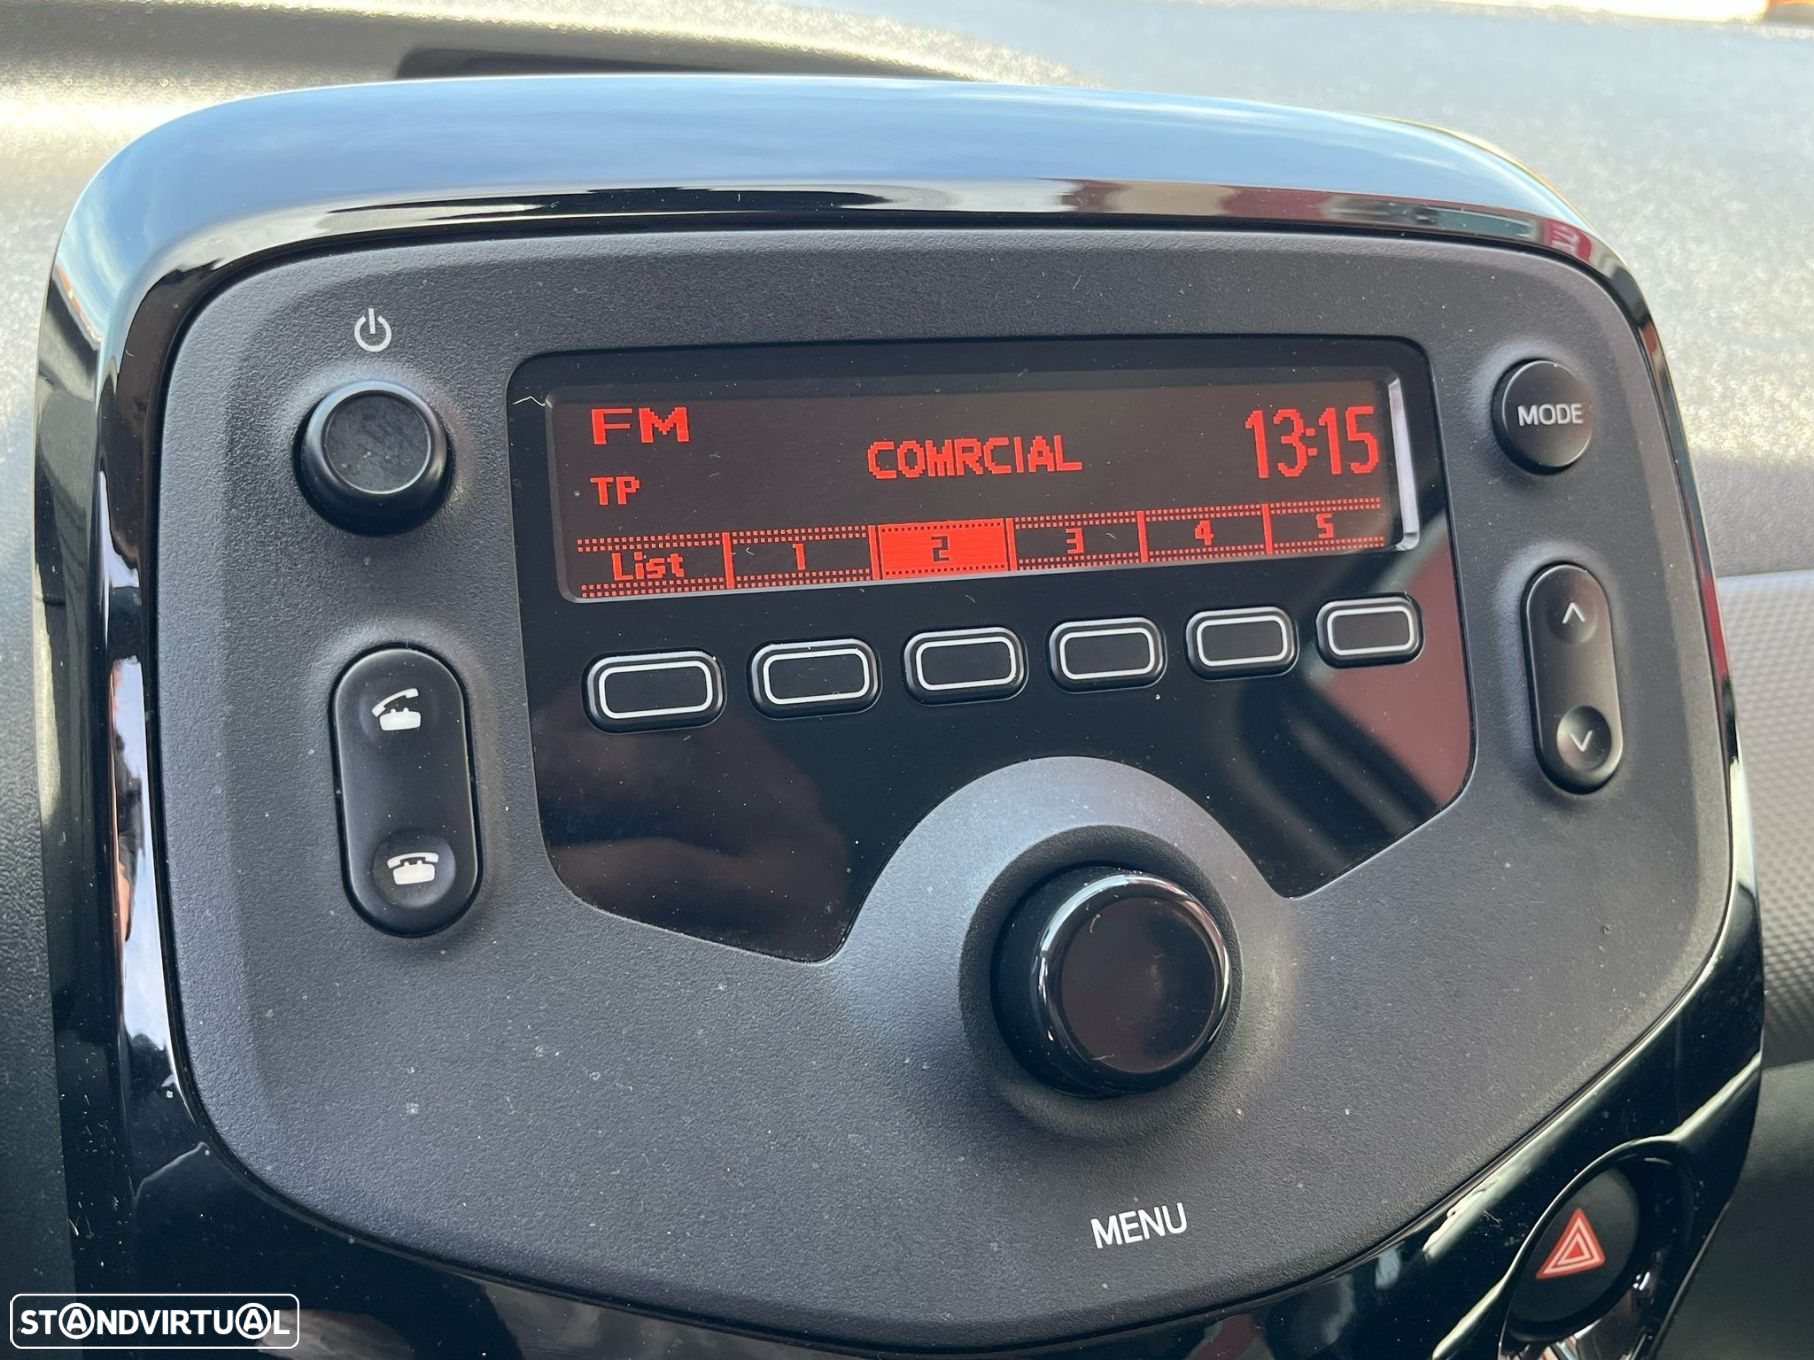 FM
COMRCIAL
13:15
MODE
TP
List 1 2 3 4 5
MENU
STANDVIRTUAL